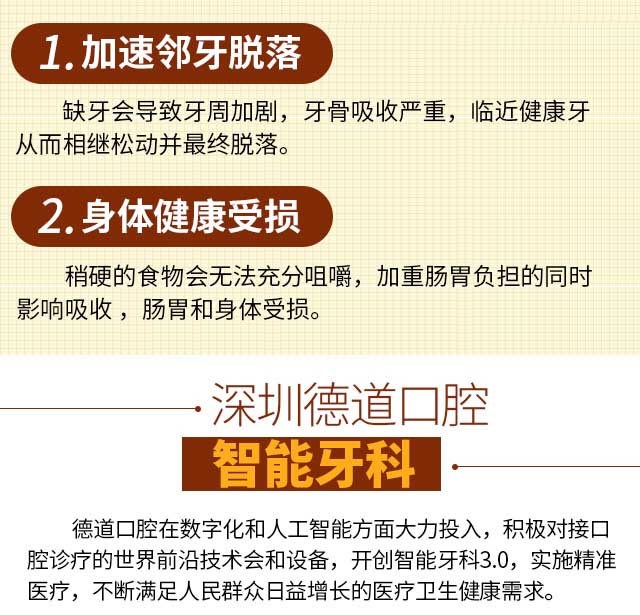 1.加速邻牙脱落
缺牙会导致牙周加剧，牙骨吸收严重，临近健康牙
从而相继松动并最终脱落。
2.身体健康受损
稍硬的食物会无法充分咀嚼，加重肠胃负担的同时
影响吸收，肠胃和身体受损。
深圳德道口腔
智能牙科
德道口腔在数字化和人工智能方面大力投入，积极对接口
腔诊疗的世界前沿技术会和设备，开创智能牙科3.0，实施精准
医疗，不断满足人民群众日益增长的医疗卫生健康需求。